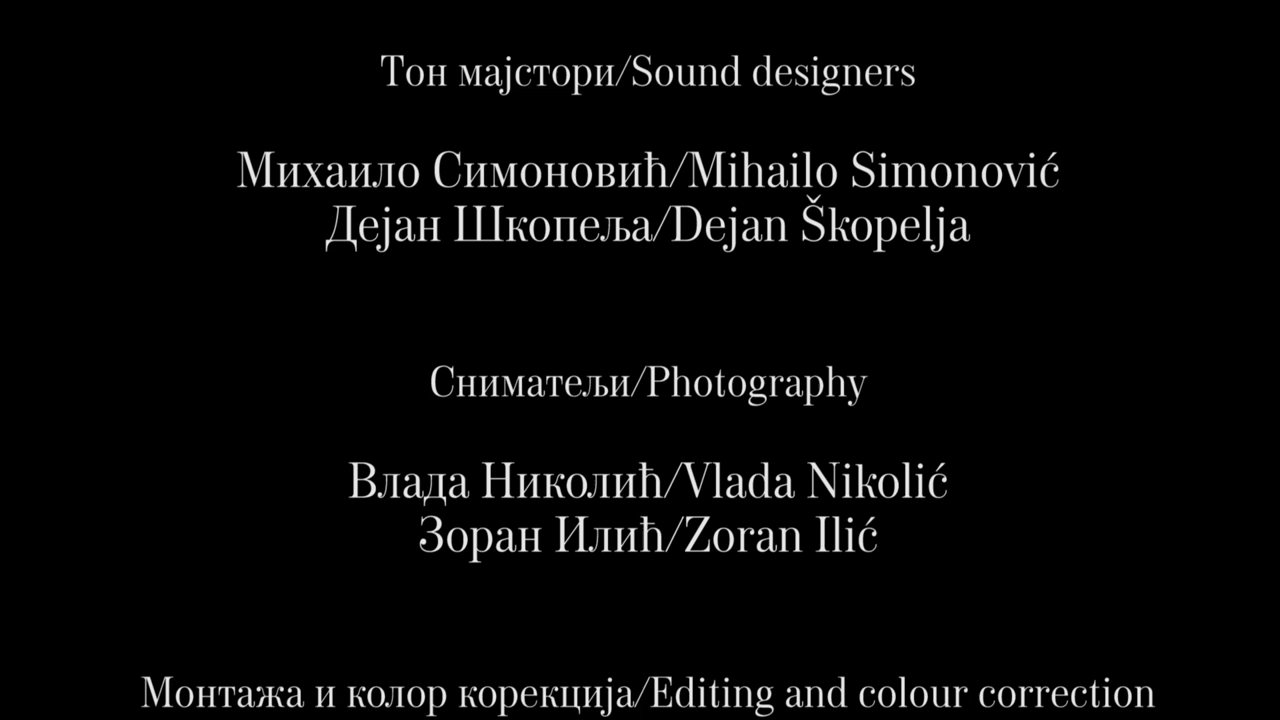 Тон мајстори/Sound designers
Михаило Симоновић/Mihailo Simonović
Дејан Шкопеља/Dejan Škopelja
Сниматељи/Photography
Влада Николић/Vlada Nikolić
Зоран Илић/Zoran Ilić
Монтажа и колор корекција/Editing and colour correction